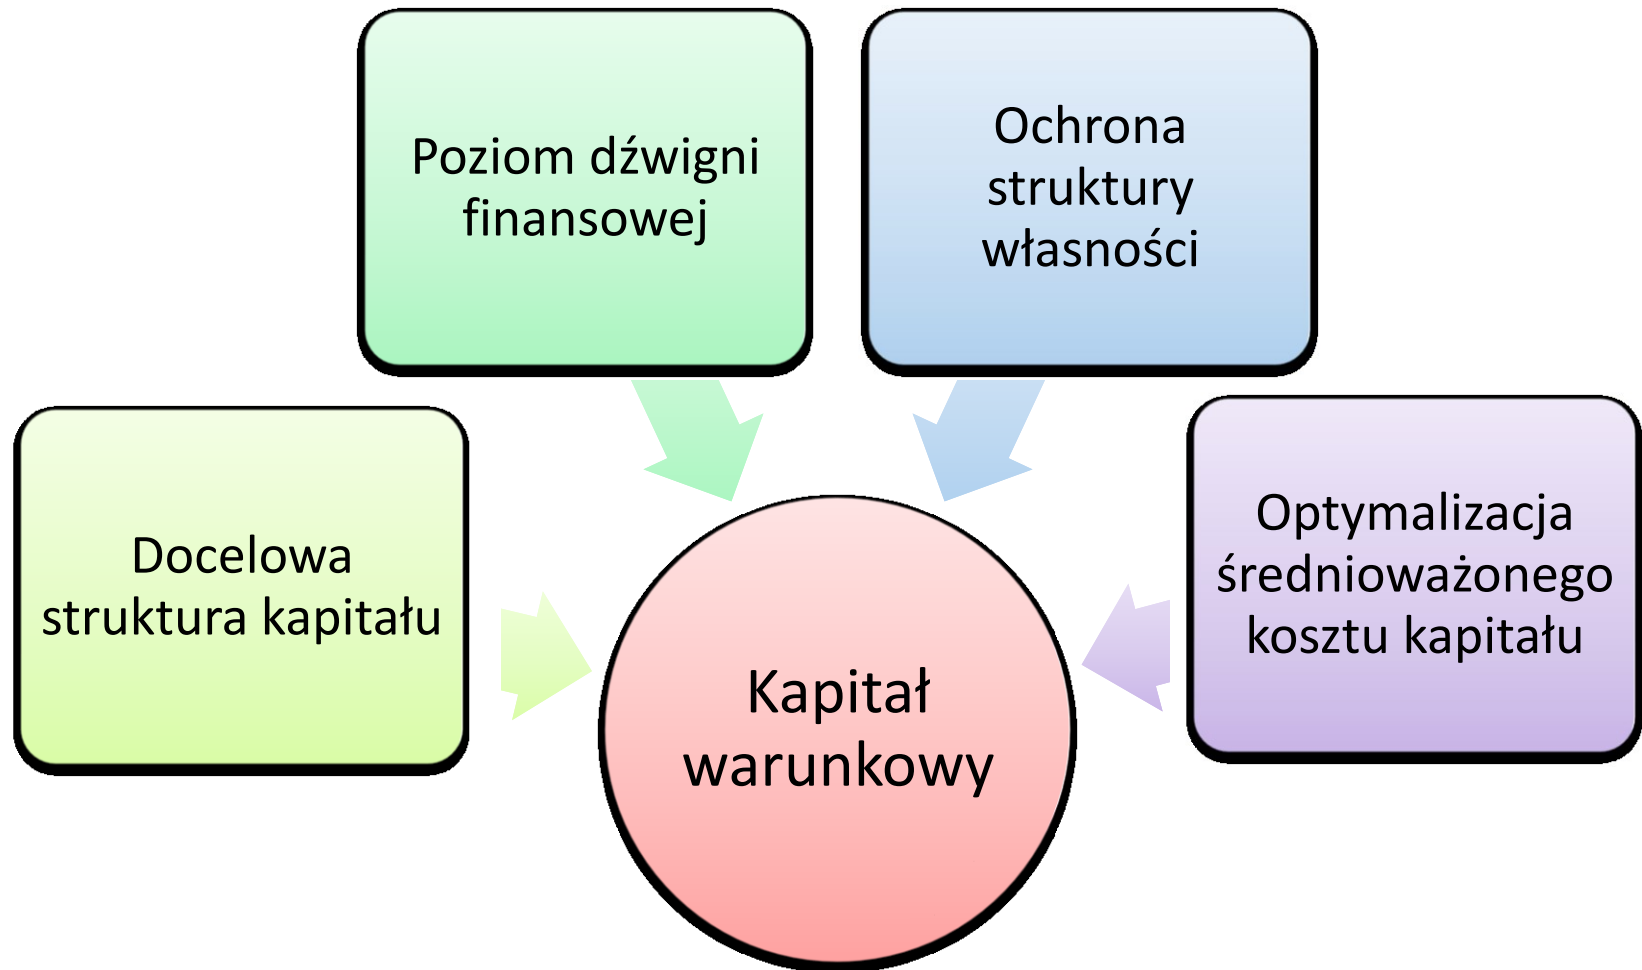 Poziom dźwigni
finansowej
Ochrona
struktury
własności
Docelowa
struktura kapitału
Optymalizacja
średnioważonego
kosztu kapitału
Kapitał
warunkowy